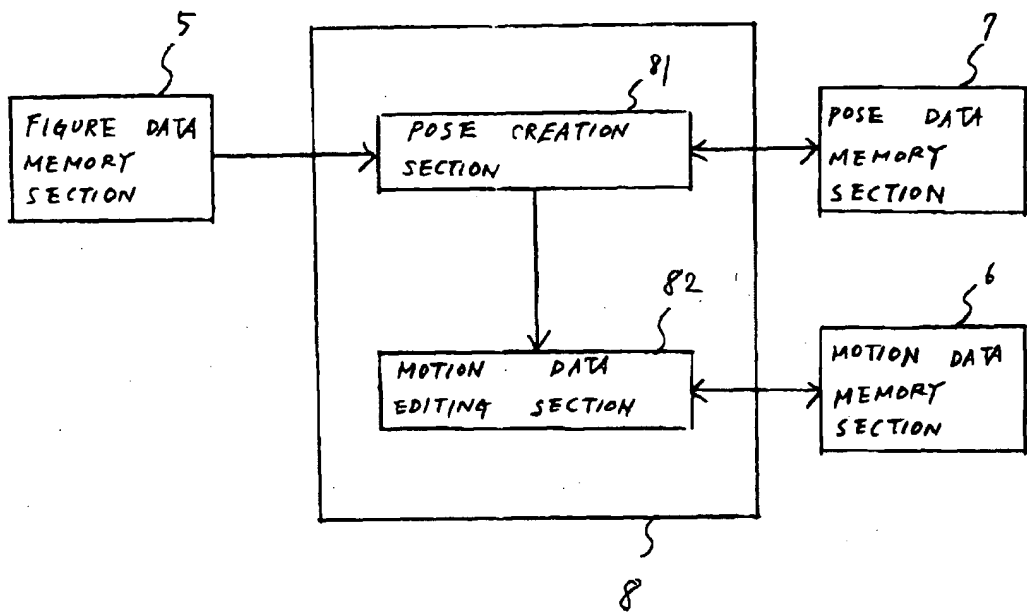 5
FIGURE DATA
MEMORY
SECTION
81
POSE CREATION
SECTION
7
POSE DATA
MEMORY
SECTION
82
MOTION DATA
EDITING SECTION
6
MOTION DATA
MEMORY
SECTION
8